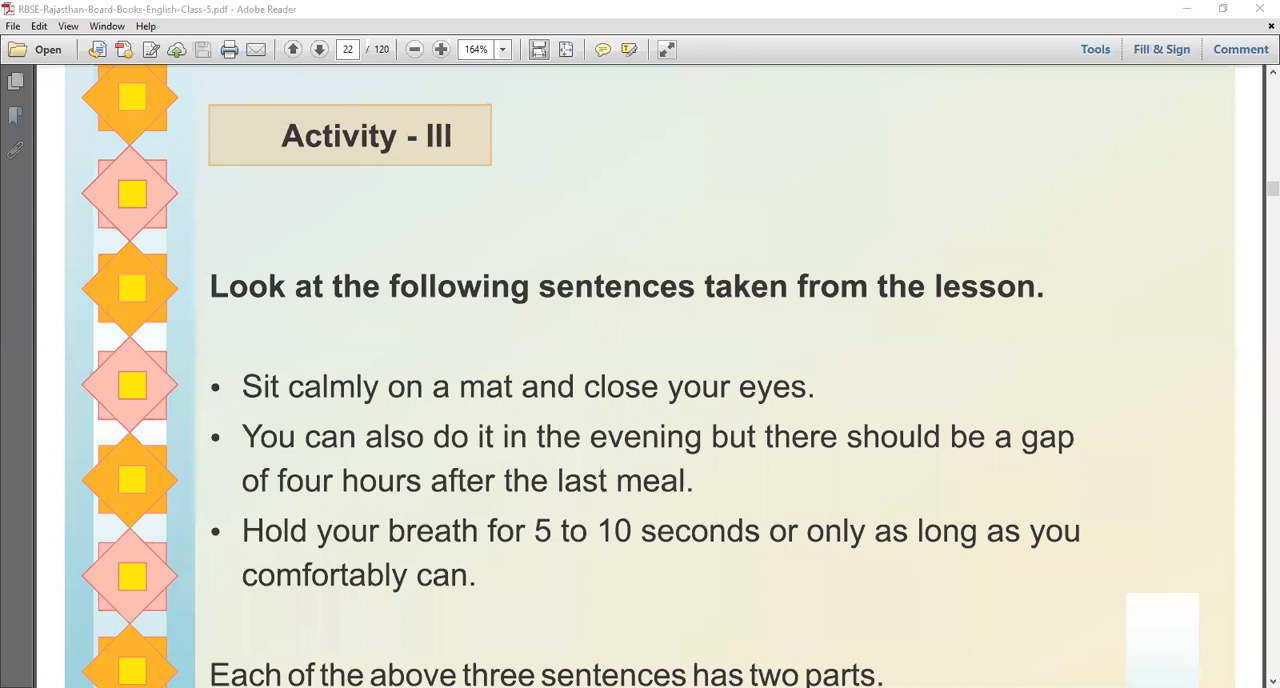 RBSE-Rajasthan-Board-Books-English-Class-5.pdf - Adobe Reader
File Edit View Window Help
Open 22 / 120 164% Tools Fill & Sign Comment
Activity - III
Look at the following sentences taken from the lesson.
• Sit calmly on a mat and close your eyes.
• You can also do it in the evening but there should be a gap
of four hours after the last meal.
• Hold your breath for 5 to 10 seconds or only as long as you
comfortably can.
Each of the above three sentences has two parts.